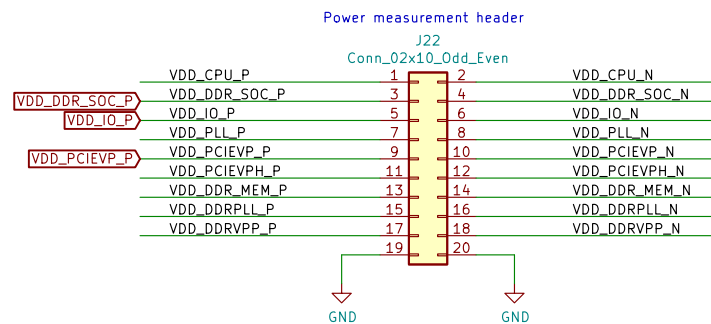 Power measurement header
J22
Conn_02x10_Odd_Even
VDD_CPU_P 1 2 VDD_CPU_N
VDD_DDR_SOC_P VDD_DDR_SOC_P 3 4 VDD_DDR_SOC_N
VDD_IO_P VDD_IO_P 5 6 VDD_IO_N
VDD_PLL_P 7 8 VDD_PLL_N
VDD_PCIEVP_P VDD_PCIEVP_P 9 10 VDD_PCIEVP_N
VDD_PCIEVPH_P 11 12 VDD_PCIEVPH_N
VDD_DDR_MEM_P 13 14 VDD_DDR_MEM_N
VDD_DDRPLL_P 15 16 VDD_DDRPLL_N
VDD_DDRVPP_P 17 18 VDD_DDRVPP_N
19 20
GND GND